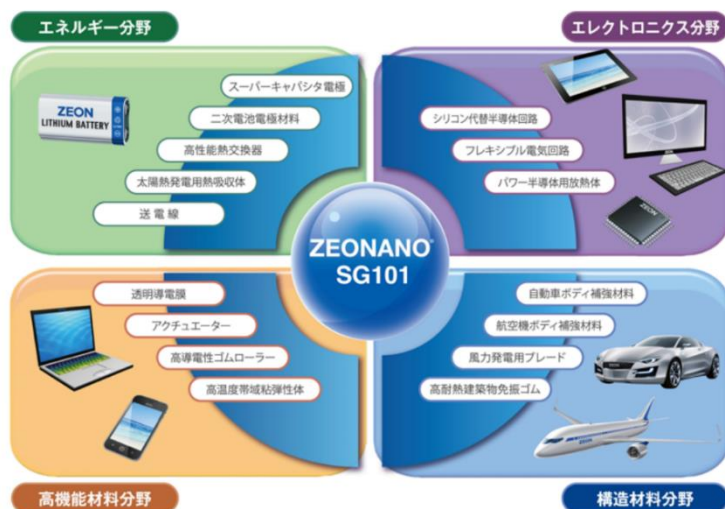 エネルギー分野
エレクトロニクス分野
スーパーキャパシタ電極
二次電池電極材料
高性能熱交換器
太陽熱発電用熱吸収体
送電線
ZEON
LITHIUM BATTERY
シリコン代替半導体回路
フレキシブル電気回路
パワー半導体用放熱体
ZEON
ZEONANO®
SG101
透明導電膜
アクチュエーター
高導電性ゴムローラー
高温度帯域粘弾性体
自動車ボディ補強材料
航空機ボディ補強材料
風力発電用ブレード
高耐熱建築物免振ゴム
ZEON
高機能材料分野
構造材料分野